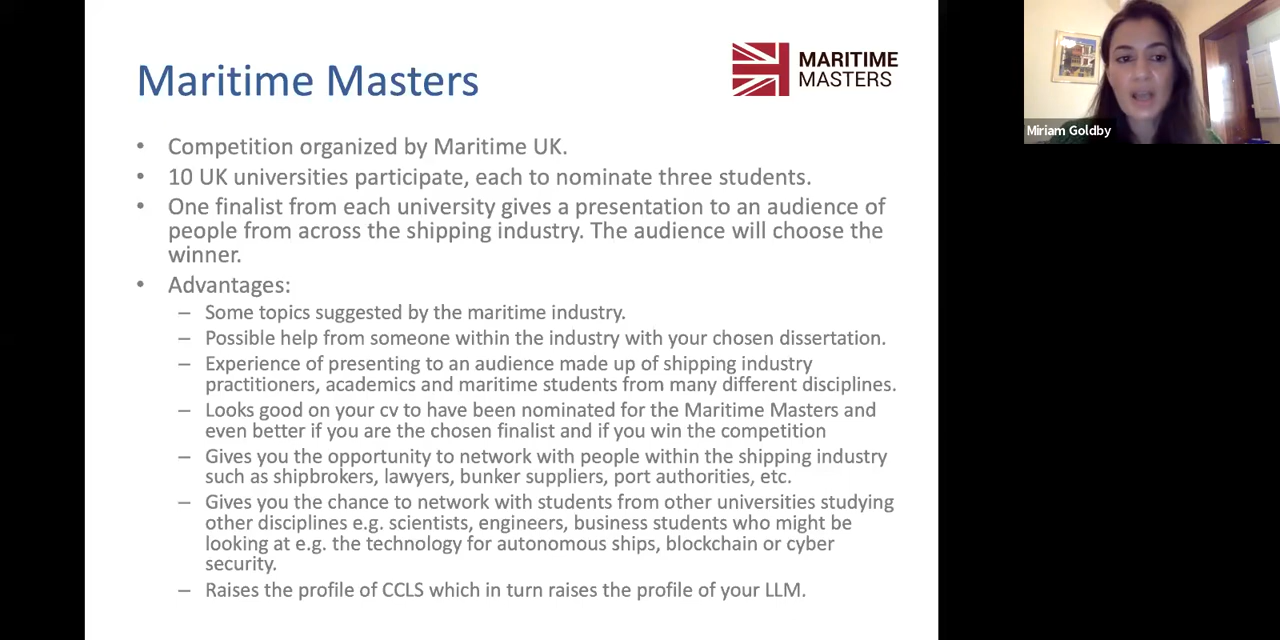 Maritime Masters
MARITIME
MASTERS
• Competition organized by Maritime UK.
• 10 UK universities participate, each to nominate three students.
• One finalist from each university gives a presentation to an audience of
people from across the shipping industry. The audience will choose the
winner.
• Advantages:
– Some topics suggested by the maritime industry.
– Possible help from someone within the industry with your chosen dissertation.
– Experience of presenting to an audience made up of shipping industry
practitioners, academics and maritime students from many different disciplines.
– Looks good on your cv to have been nominated for the Maritime Masters and
even better if you are the chosen finalist and if you win the competition
– Gives you the opportunity to network with people within the shipping industry
such as shipbrokers, lawyers, bunker suppliers, port authorities, etc.
– Gives you the chance to network with students from other universities studying
other disciplines e.g. scientists, engineers, business students who might be
looking at e.g. the technology for autonomous ships, blockchain or cyber
security.
– Raises the profile of CCLS which in turn raises the profile of your LLM.
Miriam Goldby